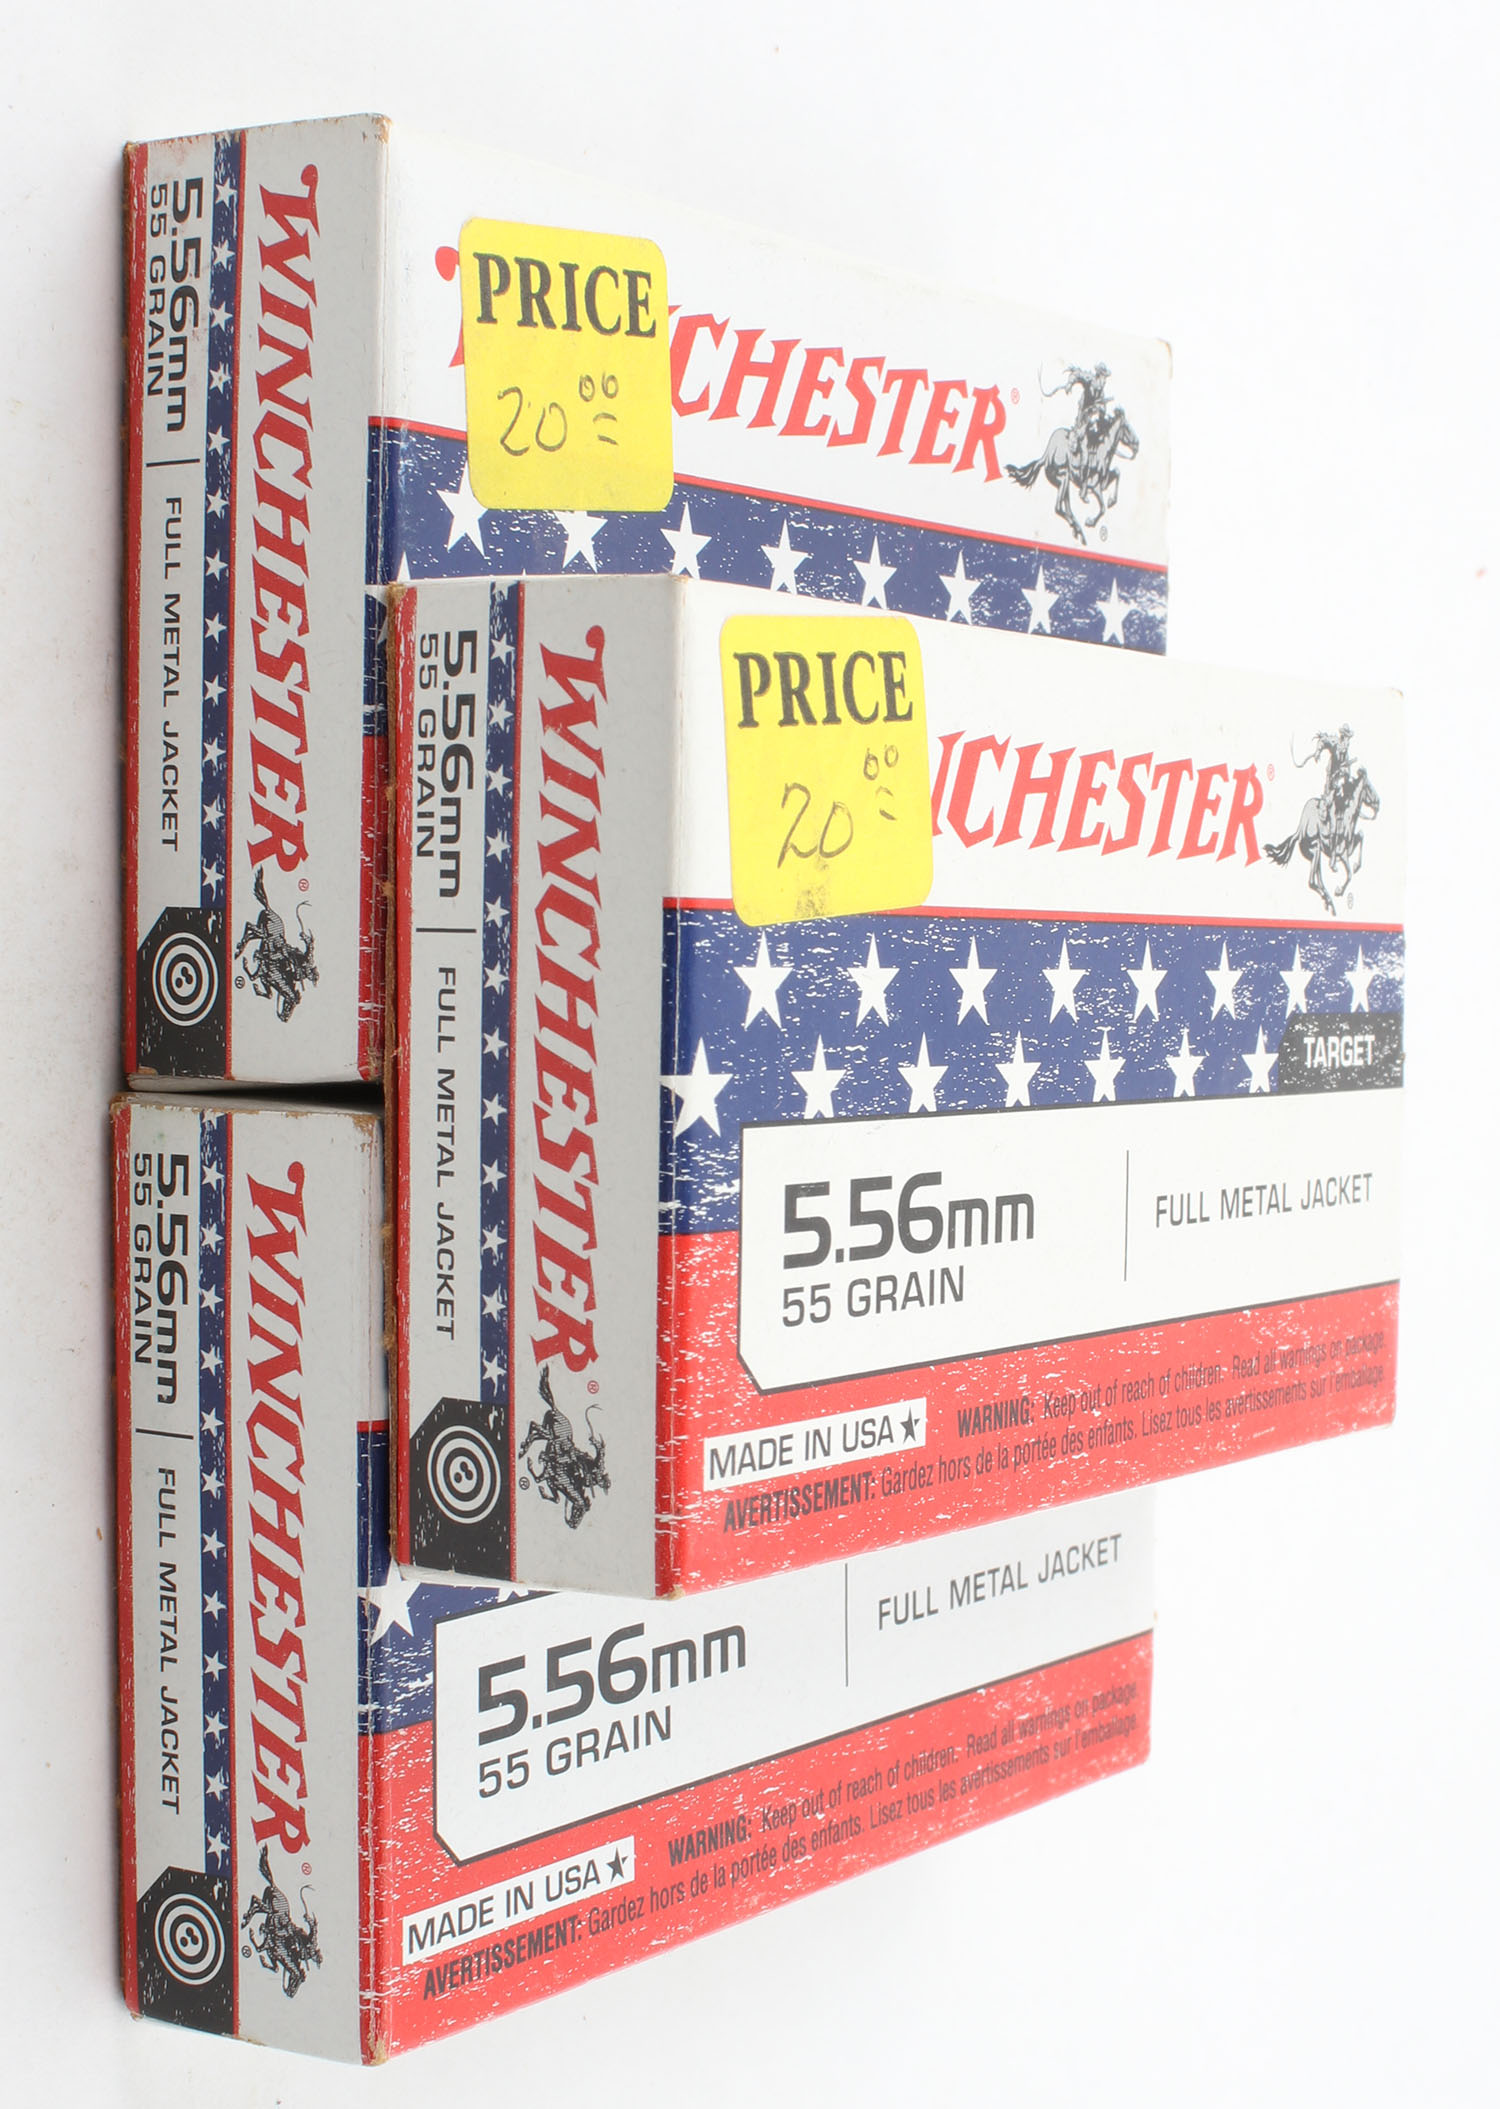 WINCHESTER®
5.56mm | FULL METAL JACKET
55 GRAIN
®
PRICE
20 00
CHESTER®
®
WINCHESTER®
5.56mm | FULL METAL JACKET
55 GRAIN
®
PRICE
20 00
NCHESTER®
®
TARGET
5.56mm
55 GRAIN
FULL METAL JACKET
MADE IN USA
WARNING: Keep out of reach of children. Read all warnings on package.
AVERTISSEMENT: Gardez hors de la portée des enfants. Lisez tous les avertissements sur l'emballage.
WINCHESTER®
5.56mm | FULL METAL JACKET
55 GRAIN
®
5.56mm
55 GRAIN
FULL METAL JACKET
MADE IN USA
WARNING: Keep out of reach of children. Read all warnings on package.
AVERTISSEMENT: Gardez hors de la portée des enfants. Lisez tous les avertissements sur l'emballage.